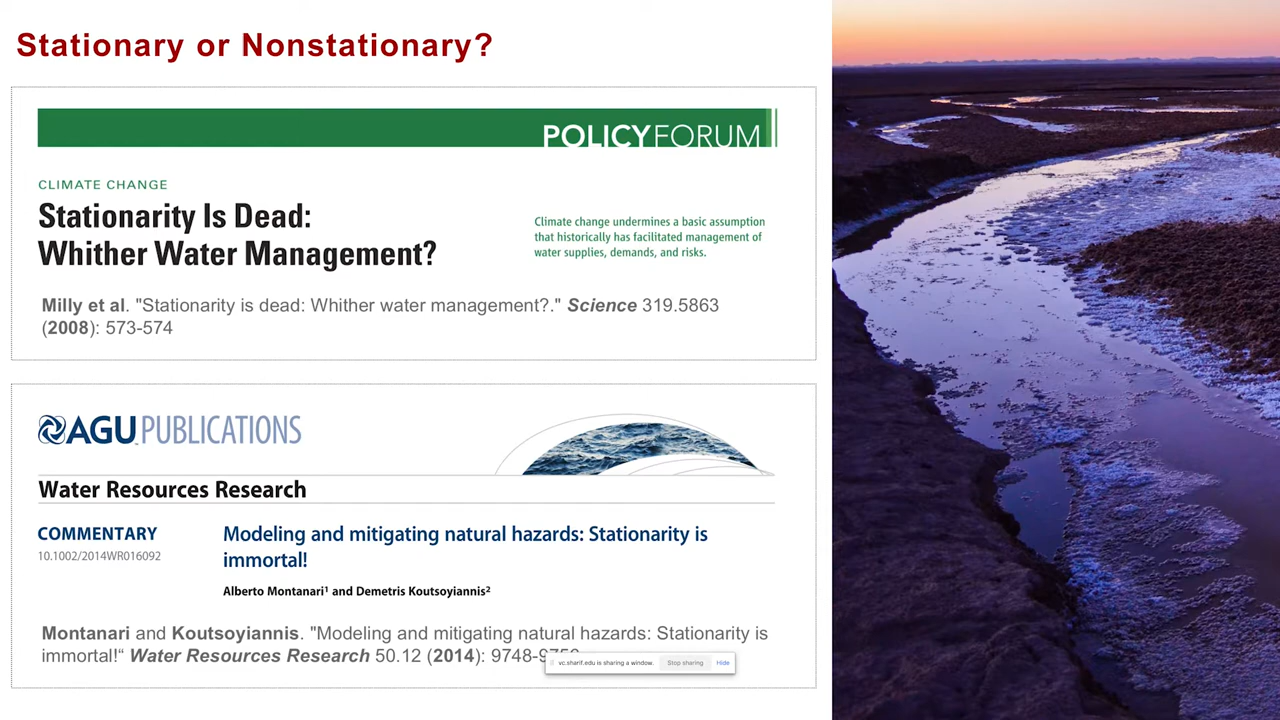 Stationary or Nonstationary?
POLICYFORUM
CLIMATE CHANGE
Stationarity Is Dead:
Whither Water Management?
Climate change undermines a basic assumption
that historically has facilitated management of
water supplies, demands, and risks.
Milly et al. "Stationarity is dead: Whither water management?." Science 319.5863
(2008): 573-574
AGU PUBLICATIONS
Water Resources Research
COMMENTARY
10.1002/2014WR016092
Modeling and mitigating natural hazards: Stationarity is
immortal!
Alberto Montanari¹ and Demetris Koutsoyiannis²
Montanari and Koutsoyiannis. "Modeling and mitigating natural hazards: Stationarity is
immortal!“ Water Resources Research 50.12 (2014): 9748-
vc.sharif.edu is sharing a window. Stop sharing Hide